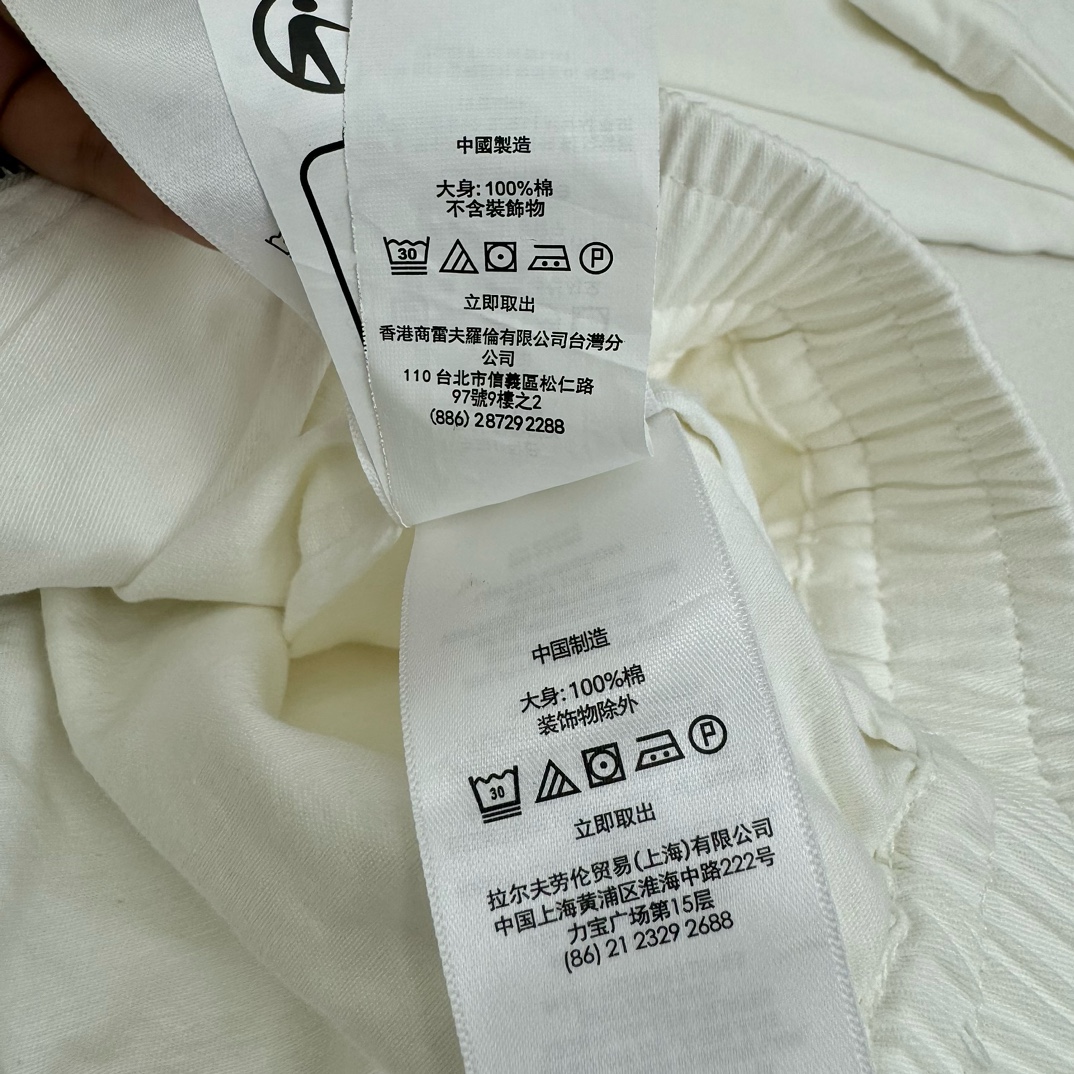 中國製造
大身:100%棉
不含裝飾物
30
P
立即取出
香港商雷夫羅倫有限公司台灣分
公司
110 台北市信義區松仁路
97號9樓之2
(886) 2 8729 2288
中国制造
大身:100%棉
装饰物除外
30
P
立即取出
拉尔夫劳伦贸易(上海)有限公司
中国上海黄浦区淮海中路222号
力宝广场第15层
(86) 21 2329 2688